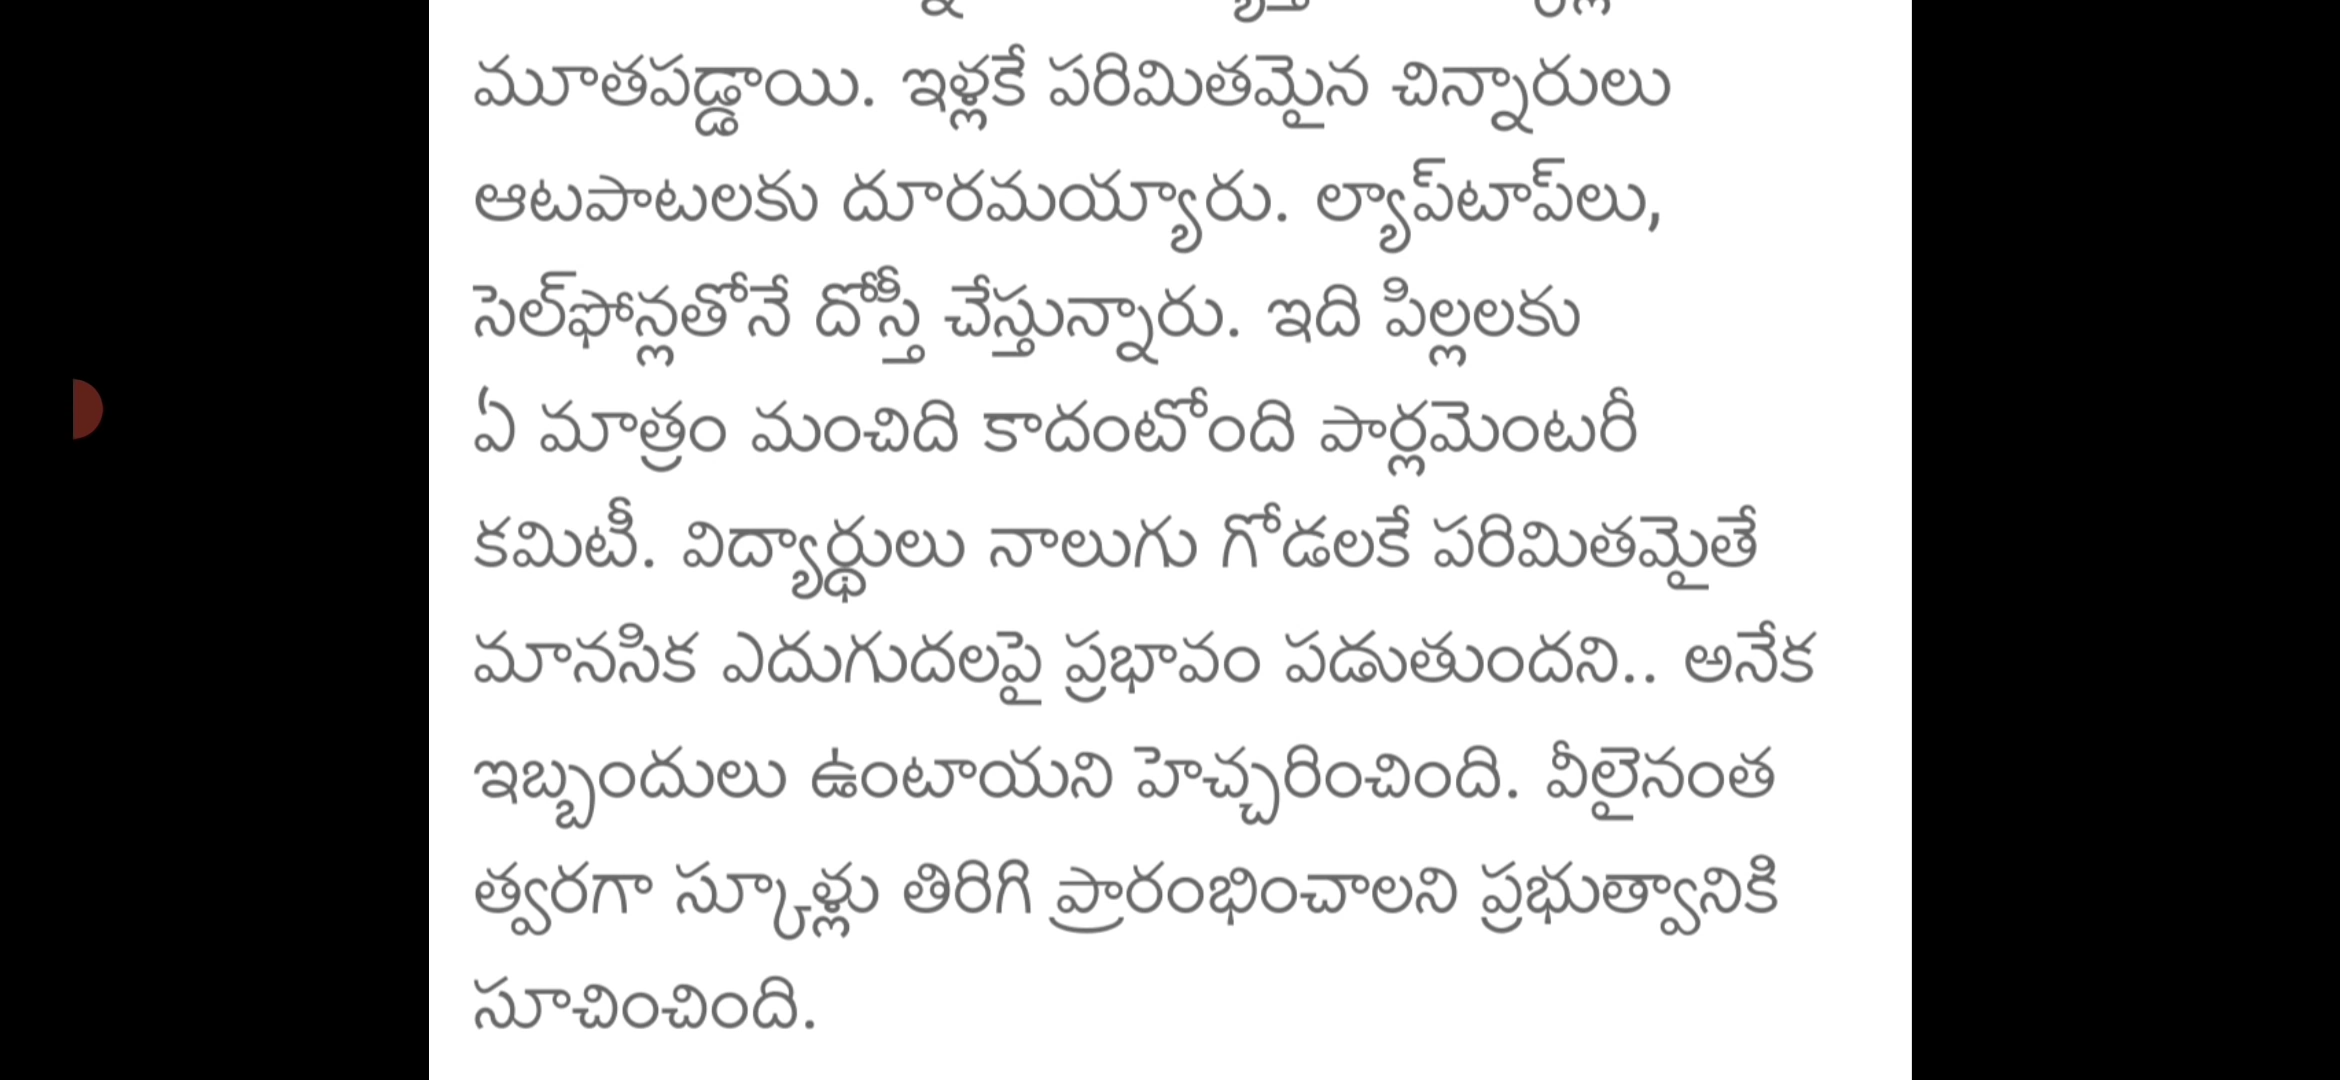 మూతపడ్డాయి. ఇళ్లకే పరిమితమైన చిన్నారులు
ఆటపాటలకు దూరమయ్యారు. ల్యాప్‌టాప్‌లు,
సెల్‌ఫోన్లతోనే దోస్తీ చేస్తున్నారు. ఇది పిల్లలకు
ఏ మాత్రం మంచిది కాదంటోంది పార్లమెంటరీ
కమిటీ. విద్యార్థులు నాలుగు గోడలకే పరిమితమైతే
మానసిక ఎదుగుదలపై ప్రభావం పడుతుందని.. అనేక
ఇబ్బందులు ఉంటాయని హెచ్చరించింది. వీలైనంత
త్వరగా స్కూళ్లు తిరిగి ప్రారంభించాలని ప్రభుత్వానికి
సూచించింది.